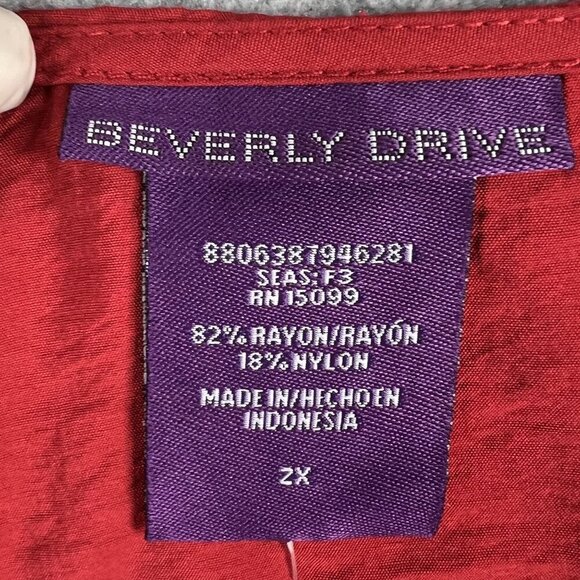 BEVERLY DRIVE
8806387946281
SEAS: F3
RN 15099
82% RAYON/RAYÓN
18% NYLON
MADE IN/HECHO EN
INDONESIA
2X